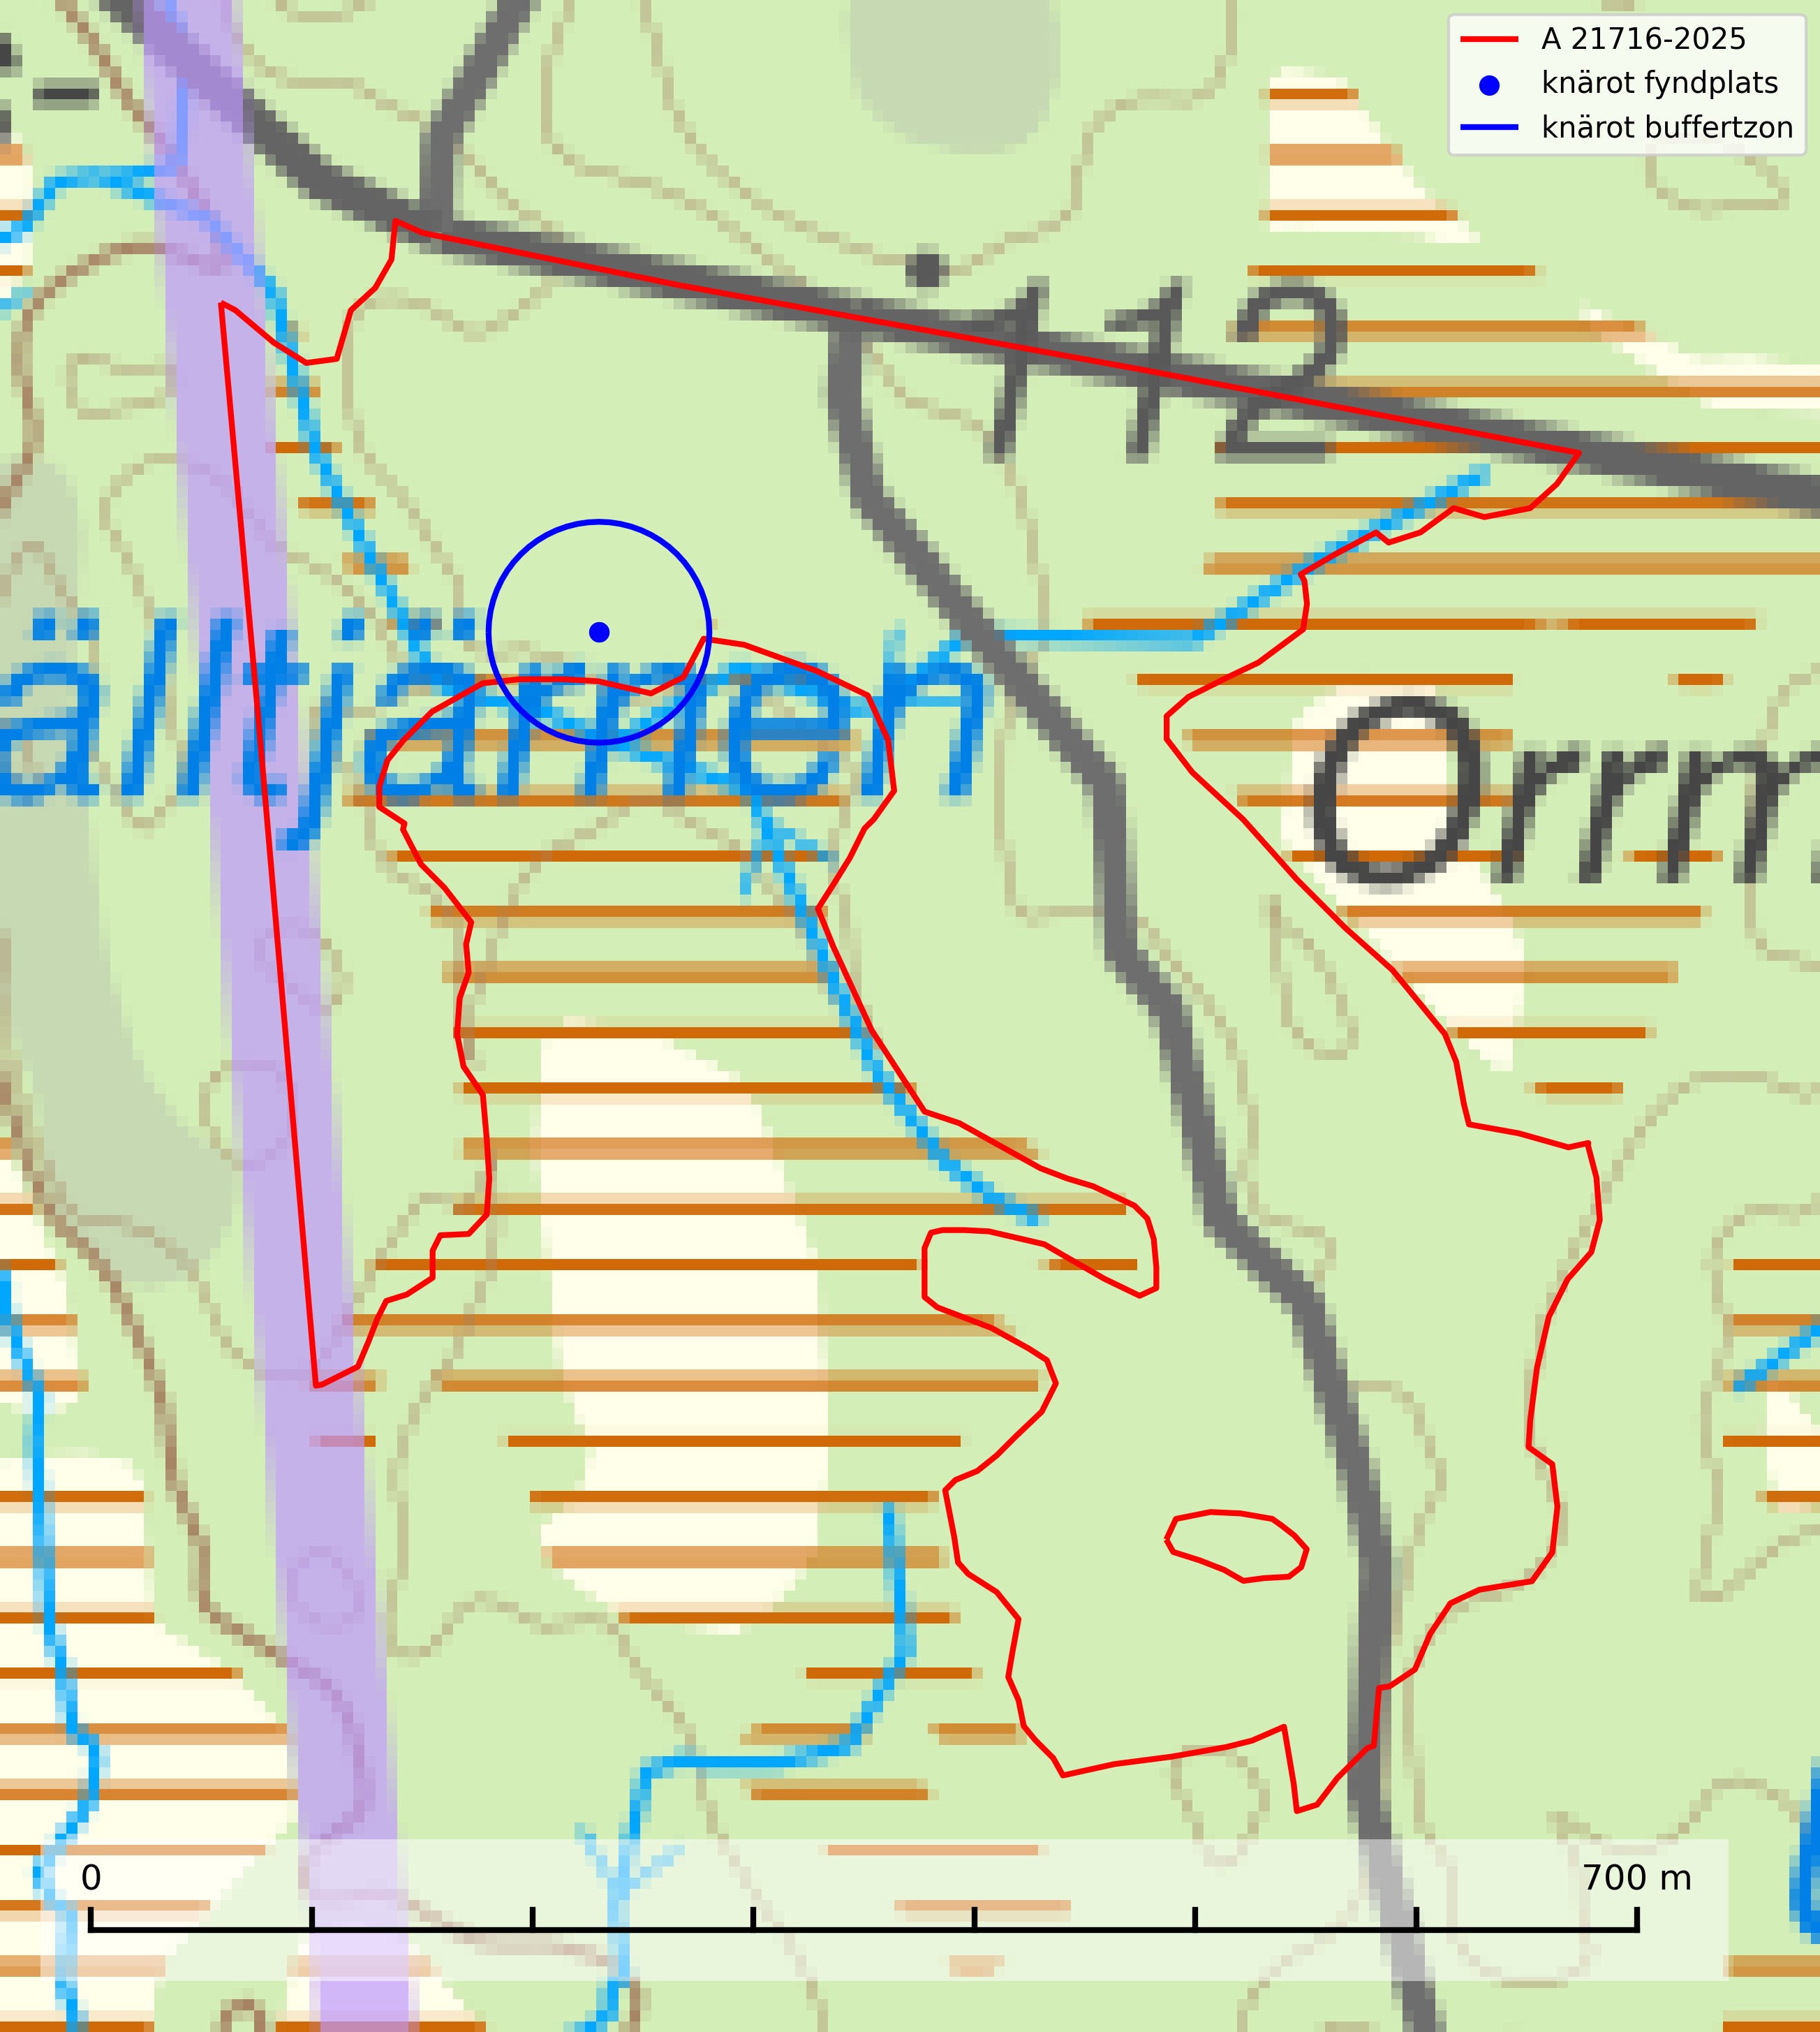 A 21716-2025
knärot fyndplats
knärot buffertzon
112
älltjärnen
Orrm
0
700 m